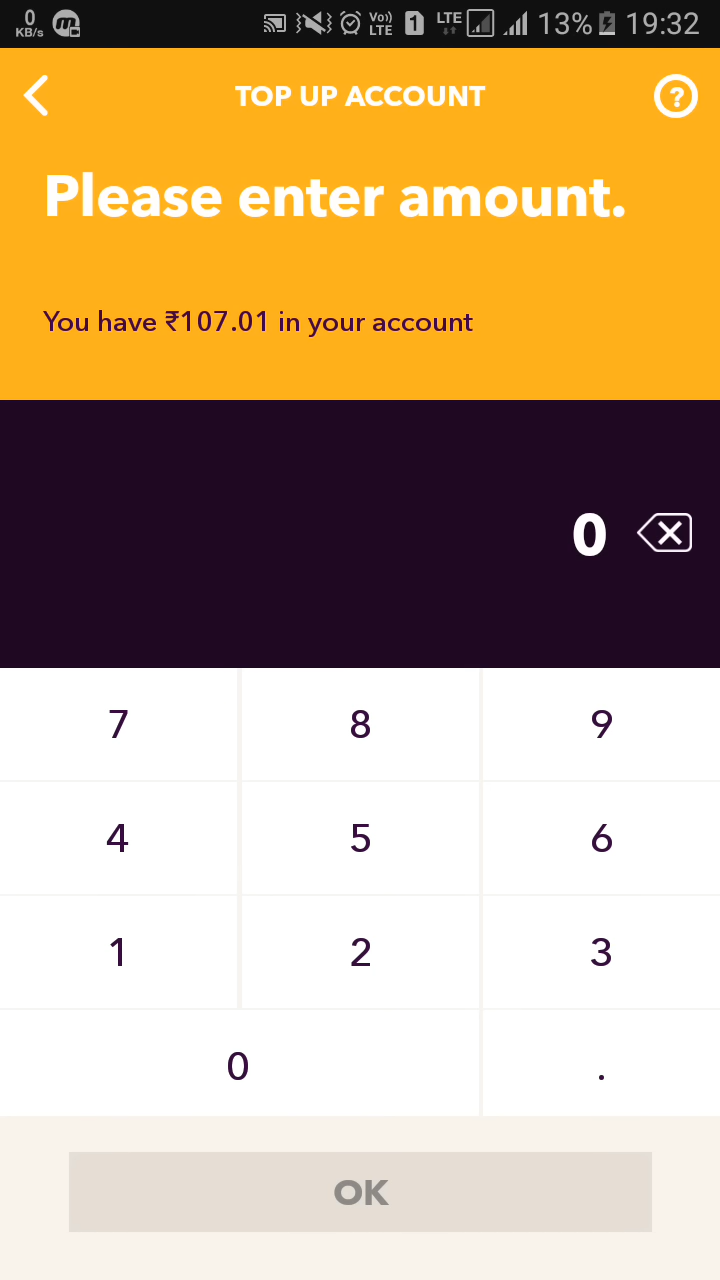 0
KB/s
Vo))
LTE
1
LTE
13%
19:32
TOP UP ACCOUNT
?
Please enter amount.
You have ₹107.01 in your account
0
7 8 9
4 5 6
1 2 3
0 .
OK